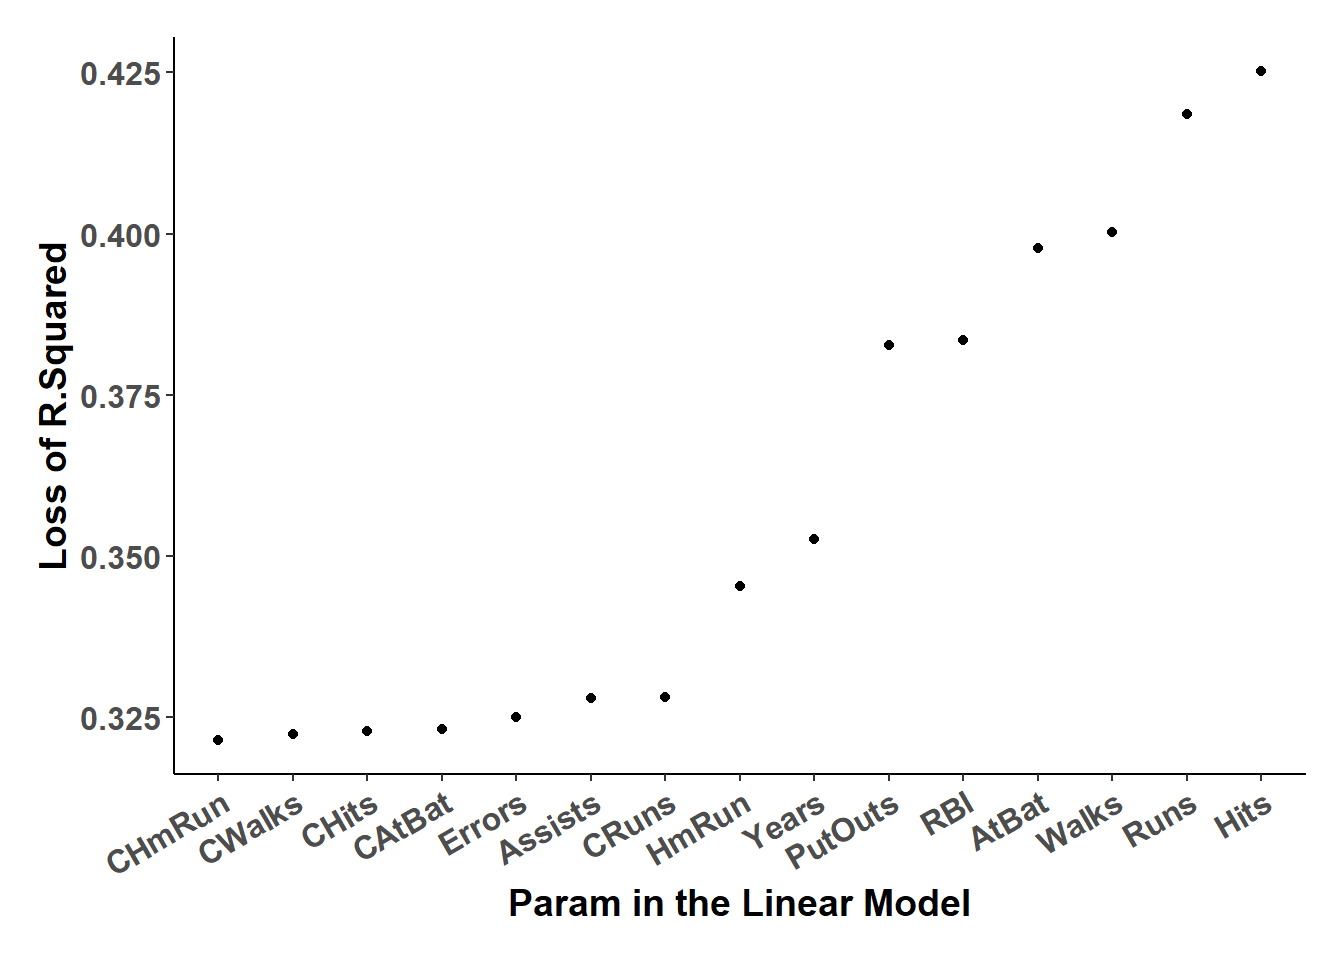 Loss of R.Squared
0.425
0.400
0.375
0.350
0.325
CHmRun
CWalks
CHits
CAtBat
Errors
Assists
CRuns
HmRun
Years
PutOuts
RBI
AtBat
Walks
Runs
Hits
Param in the Linear Model